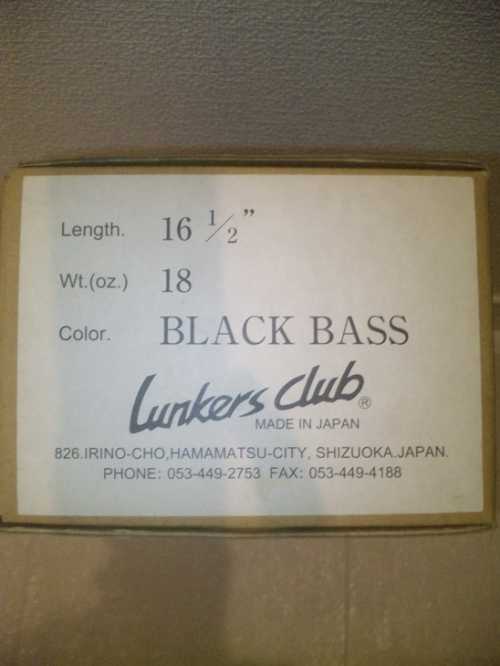 Length. 16 1/2”
Wt.(oz.) 18
Color. BLACK BASS
Lunkers Club®
MADE IN JAPAN
826.IRINO-CHO,HAMAMATSU-CITY, SHIZUOKA.JAPAN.
PHONE: 053-449-2753 FAX: 053-449-4188